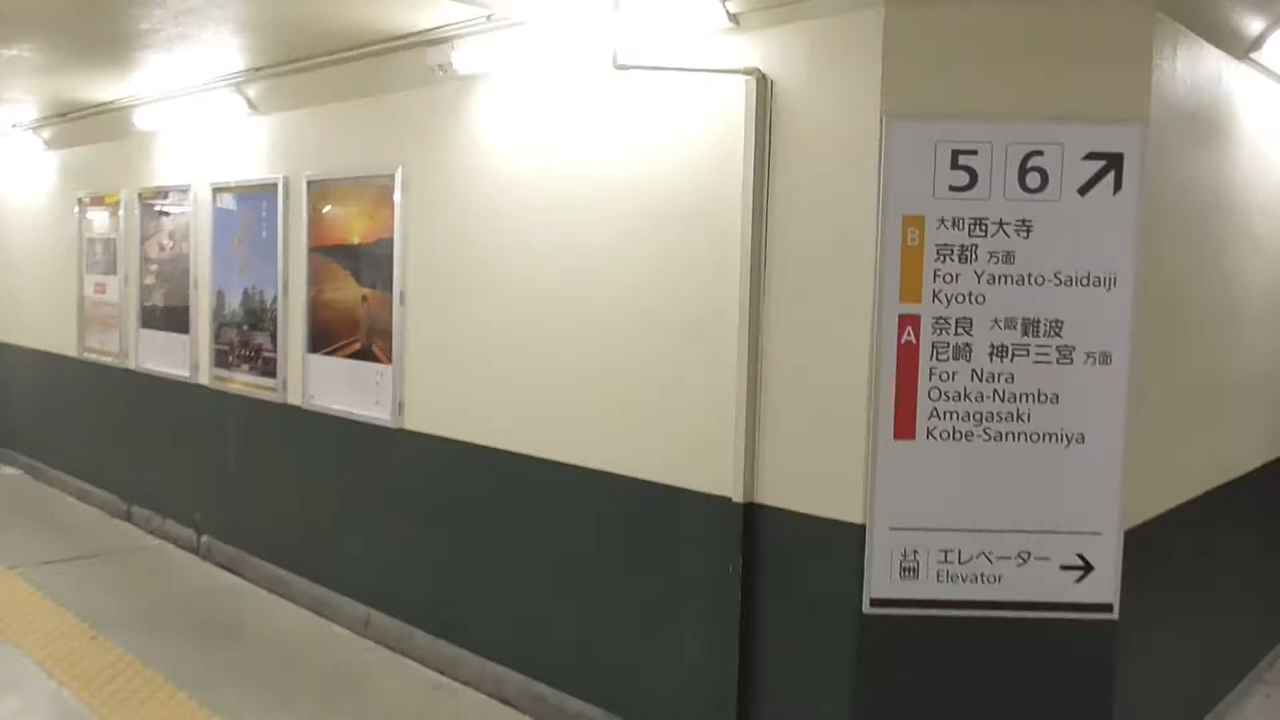 5 6
B
大和西大寺
京都 方面
For Yamato-Saidaiji
Kyoto
A
奈良 大阪難波
尼崎 神戸三宮 方面
For Nara
Osaka-Namba
Amagasaki
Kobe-Sannomiya
エレベーター
Elevator